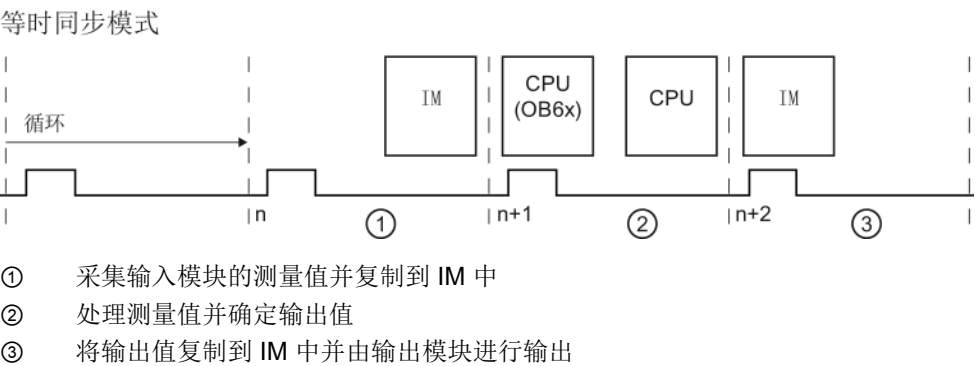 等时同步模式
IM
CPU
(OB6x)
CPU
IM
循环
n
①
n+1
②
n+2
③
① 采集输入模块的测量值并复制到 IM 中
② 处理测量值并确定输出值
③ 将输出值复制到 IM 中并由输出模块进行输出